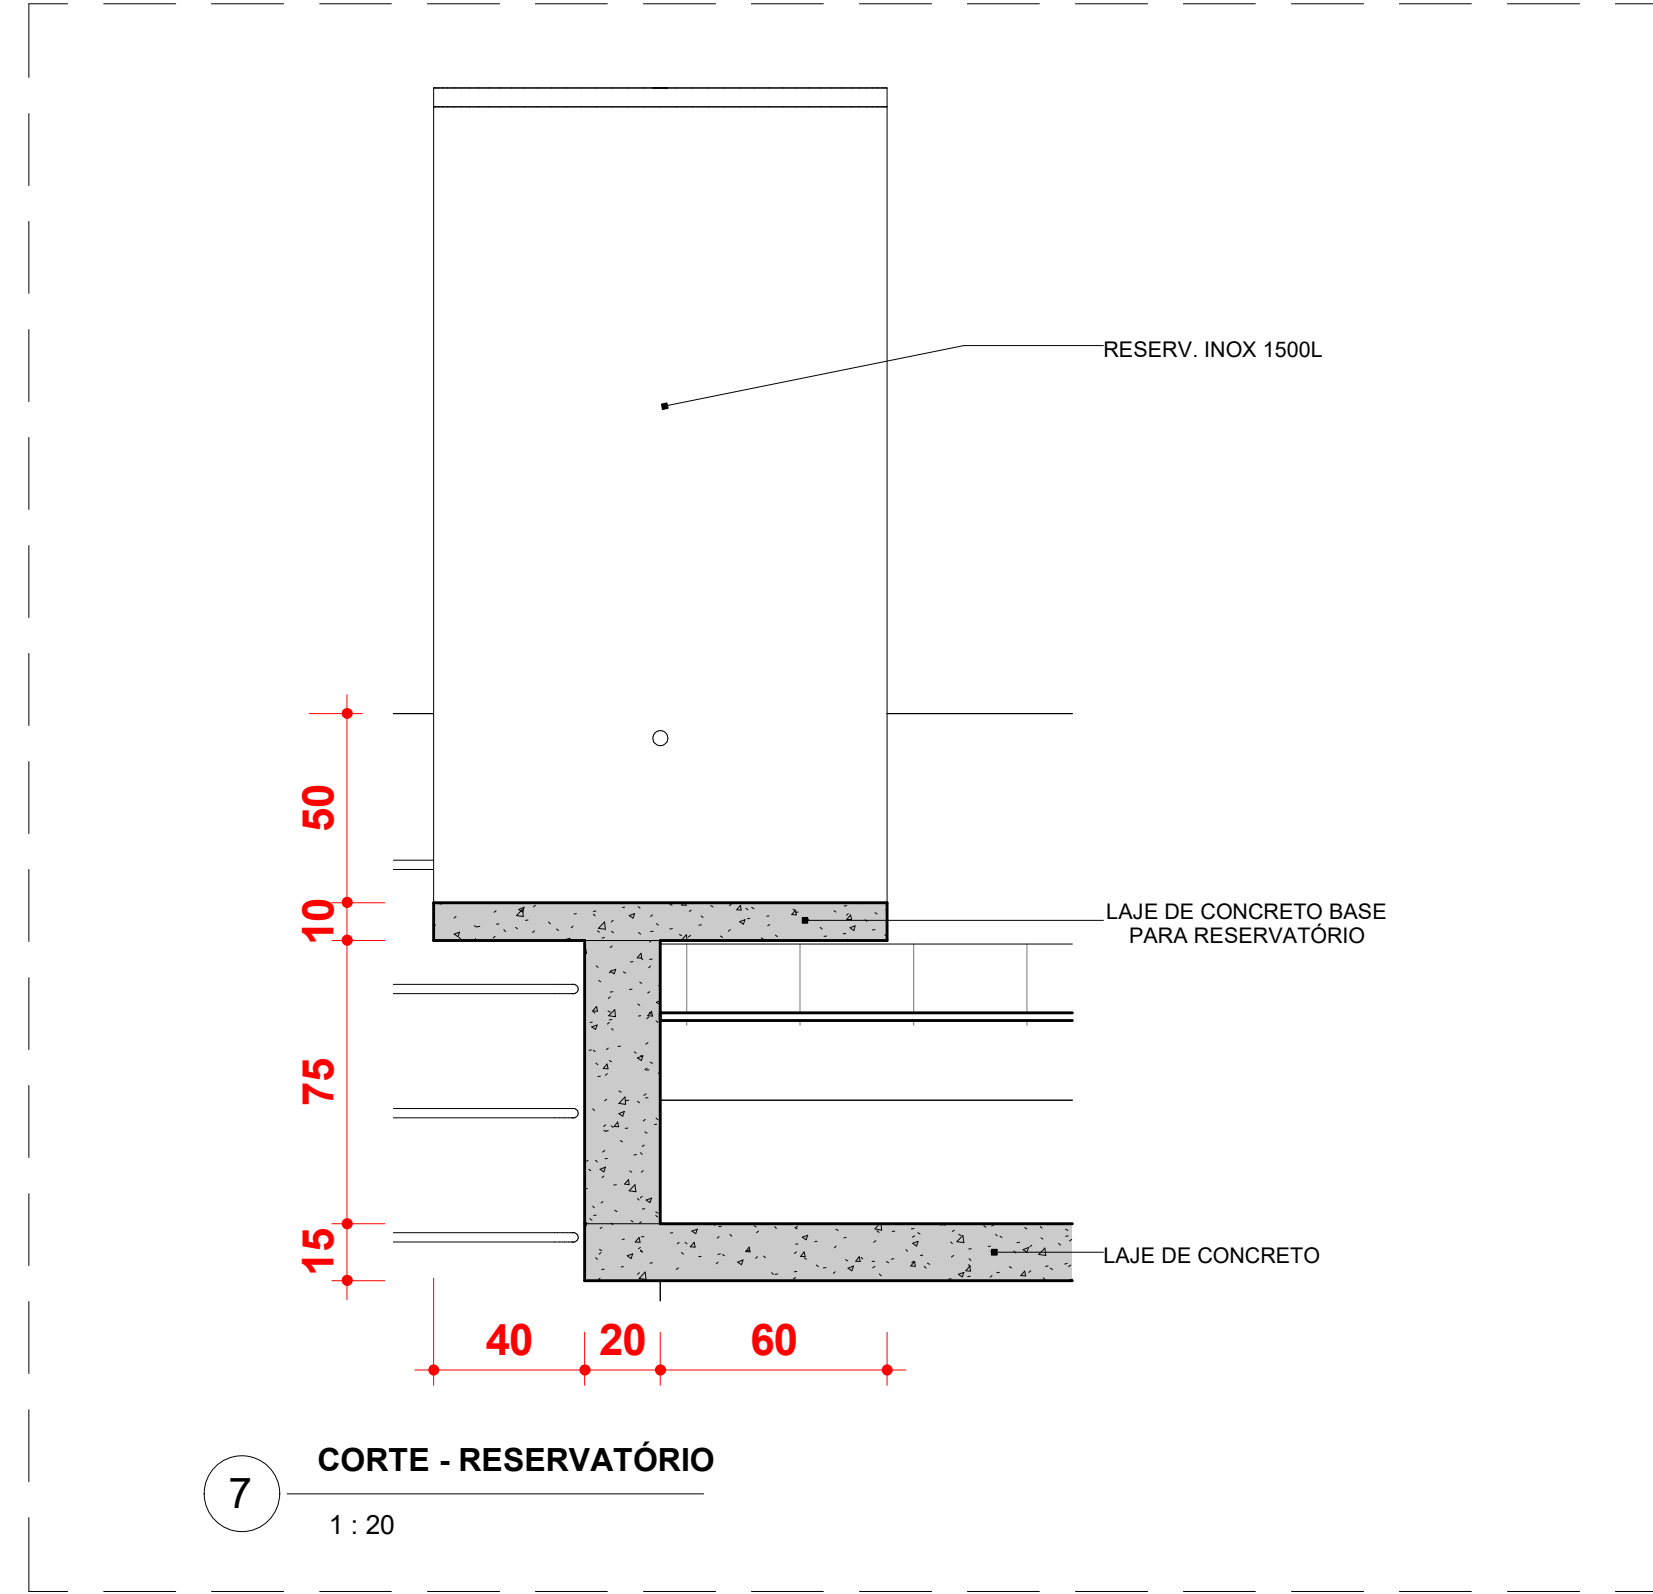 RESERV. INOX 1500L
50
10
LAJE DE CONCRETO BASE
PARA RESERVATÓRIO
75
15
LAJE DE CONCRETO
40 20 60
7
CORTE - RESERVATÓRIO
1 : 20